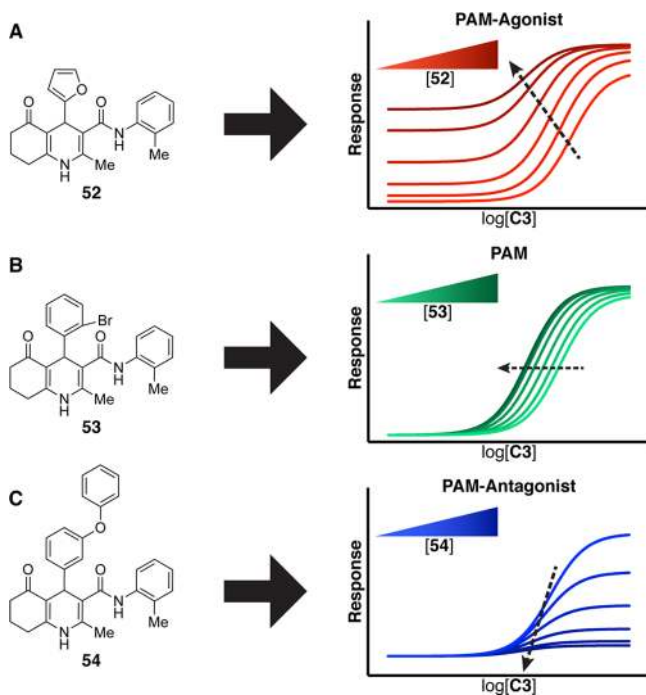 A
PAM-Agonist
O
O
O
N
H
Me
N
H
Me
52
[52]
Response
log[C3]
B
PAM
Br
O
O
N
H
Me
N
H
Me
53
[53]
Response
log[C3]
C
PAM-Antagonist
O
O
O
N
H
Me
N
H
Me
54
[54]
Response
log[C3]